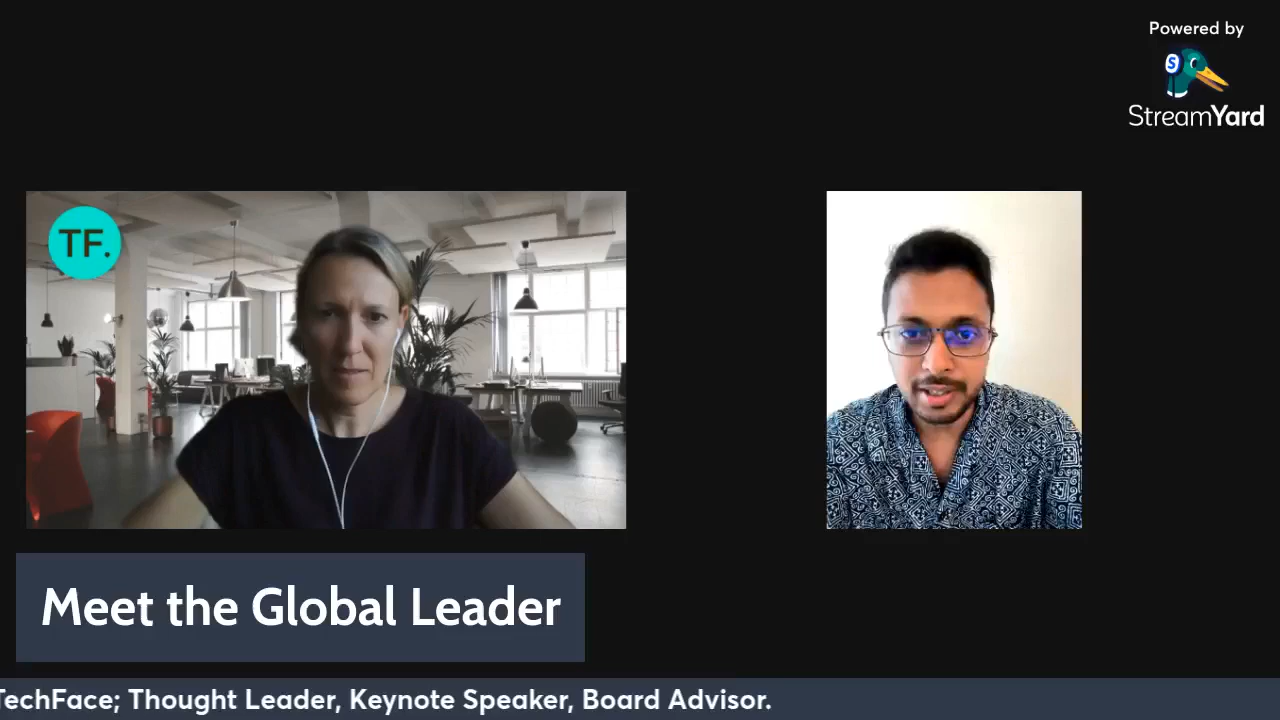 Powered by
S
StreamYard
TF.
Meet the Global Leader
TechFace; Thought Leader, Keynote Speaker, Board Advisor.